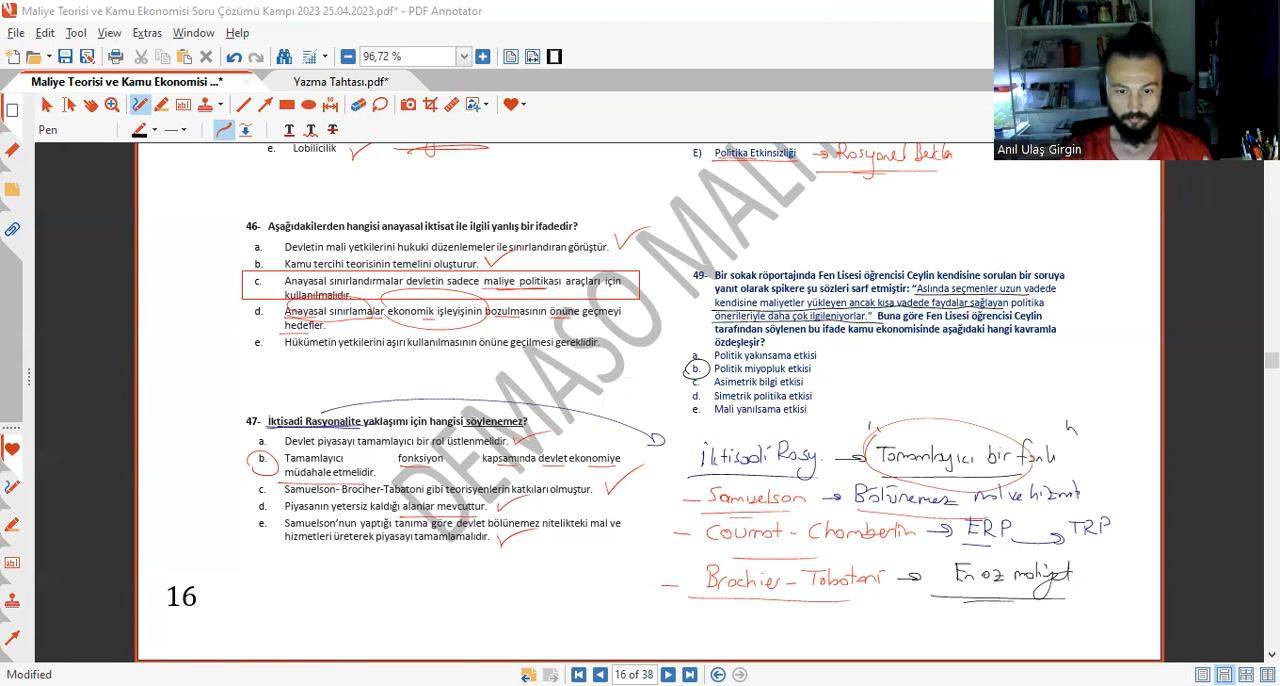 Maliye Teorisi ve Kamu Ekonomisi Soru Çözümü Kampı 2023 25.04.2023.pdf* - PDF Annotator
File Edit Tool View Extras Window Help
96,72 %
Maliye Teorisi ve Kamu Ekonomisi ...*
Yazma Tahtası.pdf*
Pen
Anıl Ulaş Girgin
e. Lobilicilik
46- Aşağıdakilerden hangisi anayasal iktisat ile ilgili yanlış bir ifadedir?
a. Devletin mali yetkilerini hukuki düzenlemeler ile sınırlandıran görüştür.
b. Kamu tercihi teorisinin temelini oluşturur.
c. Anayasal sınırlandırmalar devletin sadece maliye politikası araçları için
kullanılmalıdır.
d. Anayasal sınırlamalar ekonomik işleyişinin bozulmasının önüne geçmeyi
hedefler.
e. Hükümetin yetkilerini aşırı kullanılmasının önüne geçilmesi gereklidir.
47- İktisadi Rasyonalite yaklaşımı için hangisi söylenemez?
a. Devlet piyasayı tamamlayıcı bir rol üstlenmelidir.
b. Tamamlayıcı fonksiyon kapsamında devlet ekonomiye
müdahale etmelidir.
c. Samuelson- Brociher-Tabatoni gibi teorisyenlerin katkıları olmuştur.
d. Piyasanın yetersiz kaldığı alanlar mevcuttur.
e. Samuelson’nun yaptığı tanıma göre devlet bölünemez nitelikteki mal ve
hizmetleri üreterek piyasayı tamamlamalıdır.
16
E) Politika Etkinsizliği → Rasyonel Bekle
49- Bir sokak röportajında Fen Lisesi öğrencisi Ceylin kendisine sorulan bir soruya
yanıt olarak spikere şu sözleri sarf etmiştir: “Aslında seçmenler uzun vadede
kendisine maliyetler yükleyen ancak kısa vadede faydalar sağlayan politika
önerileriyle daha çok ilgileniyorlar.” Buna göre Fen Lisesi öğrencisi Ceylin
tarafından söylenen bu ifade kamu ekonomisinde aşağıdaki hangi kavramla
özdeşleşir?
a. Politik yakınsama etkisi
b. Politik miyopluk etkisi
c. Asimetrik bilgi etkisi
d. Simetrik politika etkisi
e. Mali yanılsama etkisi
İktisadi Rasy. → Tamamlayıcı bir fonk
- Samuelson → Bölünemez mal ve hizmt
- Cournot - Chamberlin → ERP → TRP
- Brochier - Tabatoni → En az maliyet
DEMASO MALİ
Modified
16 of 38